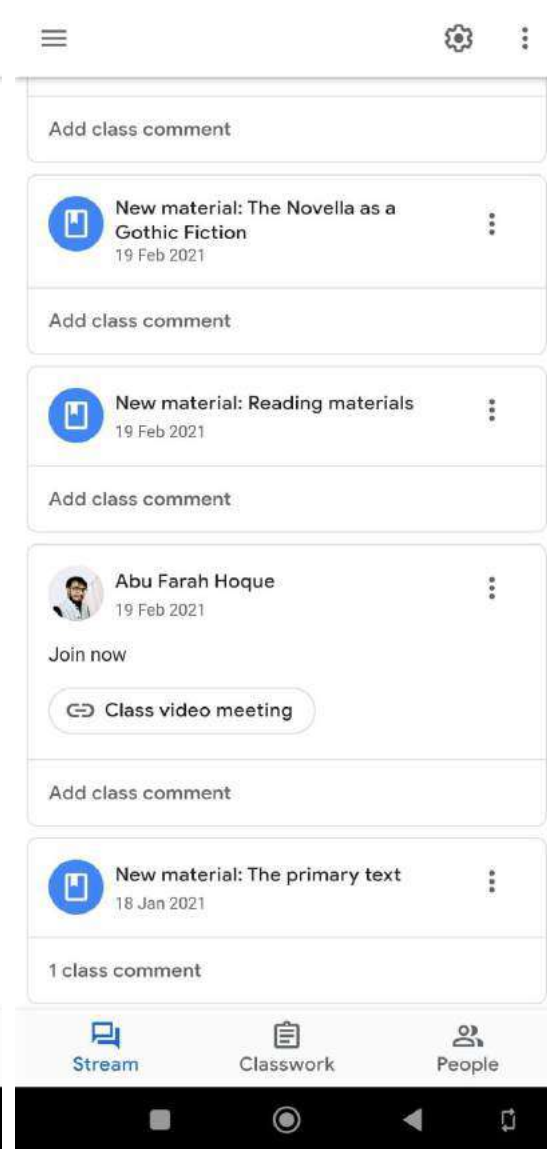 Add class comment
New material: The Novella as a
Gothic Fiction
19 Feb 2021
Add class comment
New material: Reading materials
19 Feb 2021
Add class comment
Abu Farah Hoque
19 Feb 2021
Join now
Class video meeting
Add class comment
New material: The primary text
18 Jan 2021
1 class comment
Stream
Classwork
People